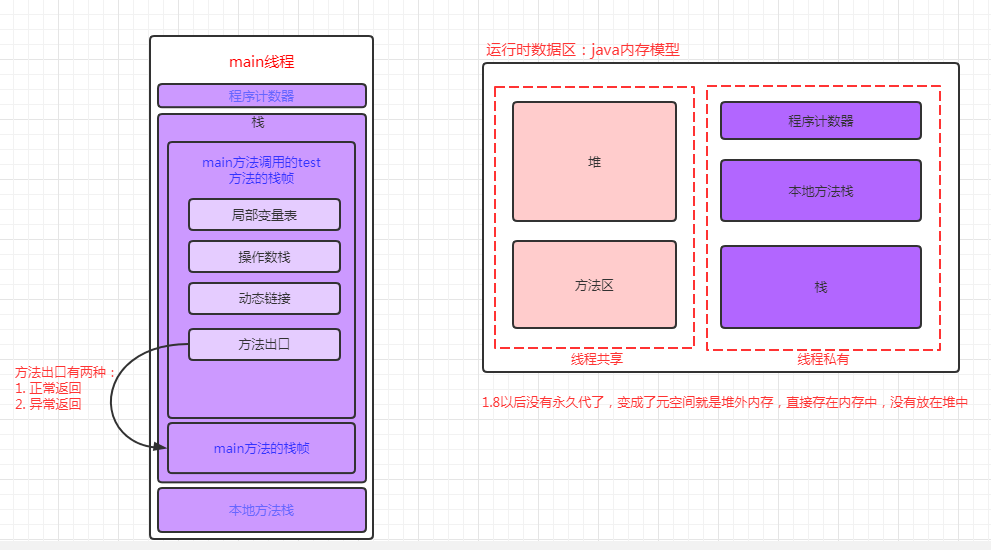 main线程
程序计数器
栈
main方法调用的test
方法的栈帧
局部变量表
操作数栈
动态链接
方法出口
方法出口有两种：
1. 正常返回
2. 异常返回
main方法的栈帧
本地方法栈
运行时数据区：java内存模型
堆
方法区
线程共享
程序计数器
本地方法栈
栈
线程私有
1.8以后没有永久代了，变成了元空间就是堆外内存，直接存在内存中，没有放在堆中